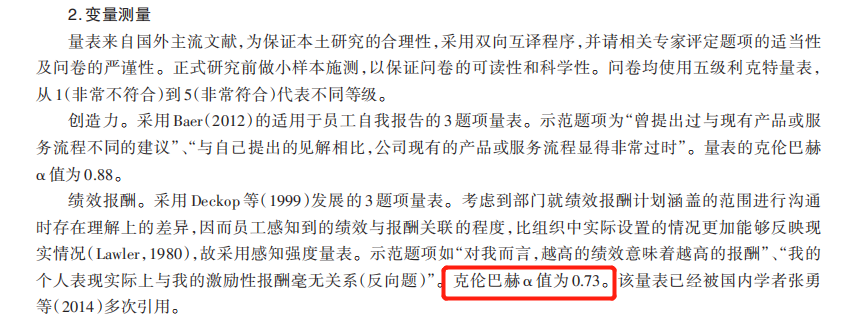 2.变量测量
量表来自国外主流文献,为保证本土研究的合理性,采用双向互译程序,并请相关专家评定题项的适当性
及问卷的严谨性。正式研究前做小样本施测,以保证问卷的可读性和科学性。问卷均使用五级利克特量表,
从1(非常不符合)到5(非常符合)代表不同等级。
创造力。采用Baer(2012)的适用于员工自我报告的3题项量表。示范题项为“曾提出过与现有产品或服
务流程不同的建议”、“与自己提出的见解相比,公司现有的产品或服务流程显得非常过时”。量表的克伦巴赫
α值为0.88。
绩效报酬。采用Deckop等(1999)发展的3题项量表。考虑到部门就绩效报酬计划涵盖的范围进行沟通
时存在理解上的差异,因而员工感知到的绩效与报酬关联的程度,比组织中实际设置的情况更加能够反映现
实情况(Lawler,1980),故采用感知强度量表。示范题项如“对我而言,越高的绩效意味着越高的报酬”、“我的
个人表现实际上与我的激励性报酬毫无关系(反向题)”。克伦巴赫α值为0.73。该量表已经被国内学者张勇
等(2014)多次引用。